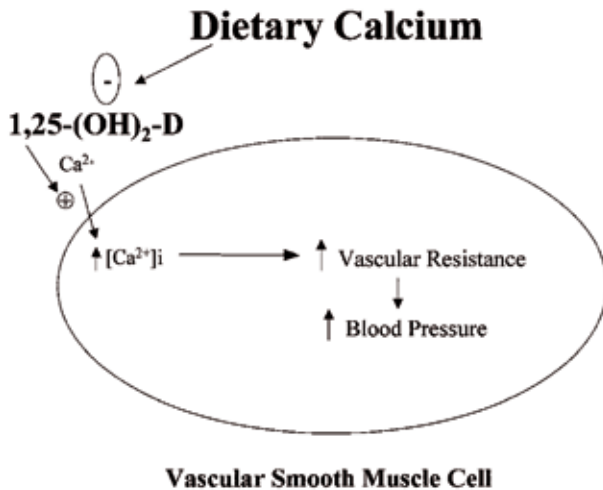 Dietary Calcium
-
1,25-(OH)₂-D
Ca²⁺
⊕
↑[Ca²⁺]i
↑ Vascular Resistance
↑ Blood Pressure
Vascular Smooth Muscle Cell